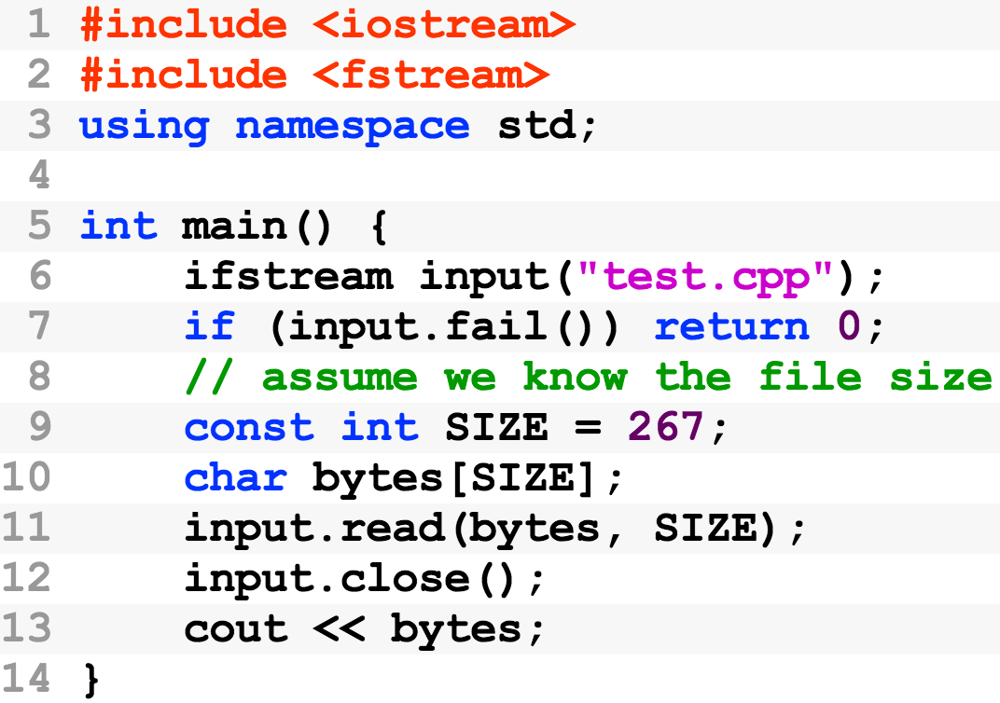 1 #include <iostream>
2 #include <fstream>
3 using namespace std;
4
5 int main() {
6     ifstream input("test.cpp");
7     if (input.fail()) return 0;
8     // assume we know the file size
9     const int SIZE = 267;
10     char bytes[SIZE];
11     input.read(bytes, SIZE);
12     input.close();
13     cout << bytes;
14 }